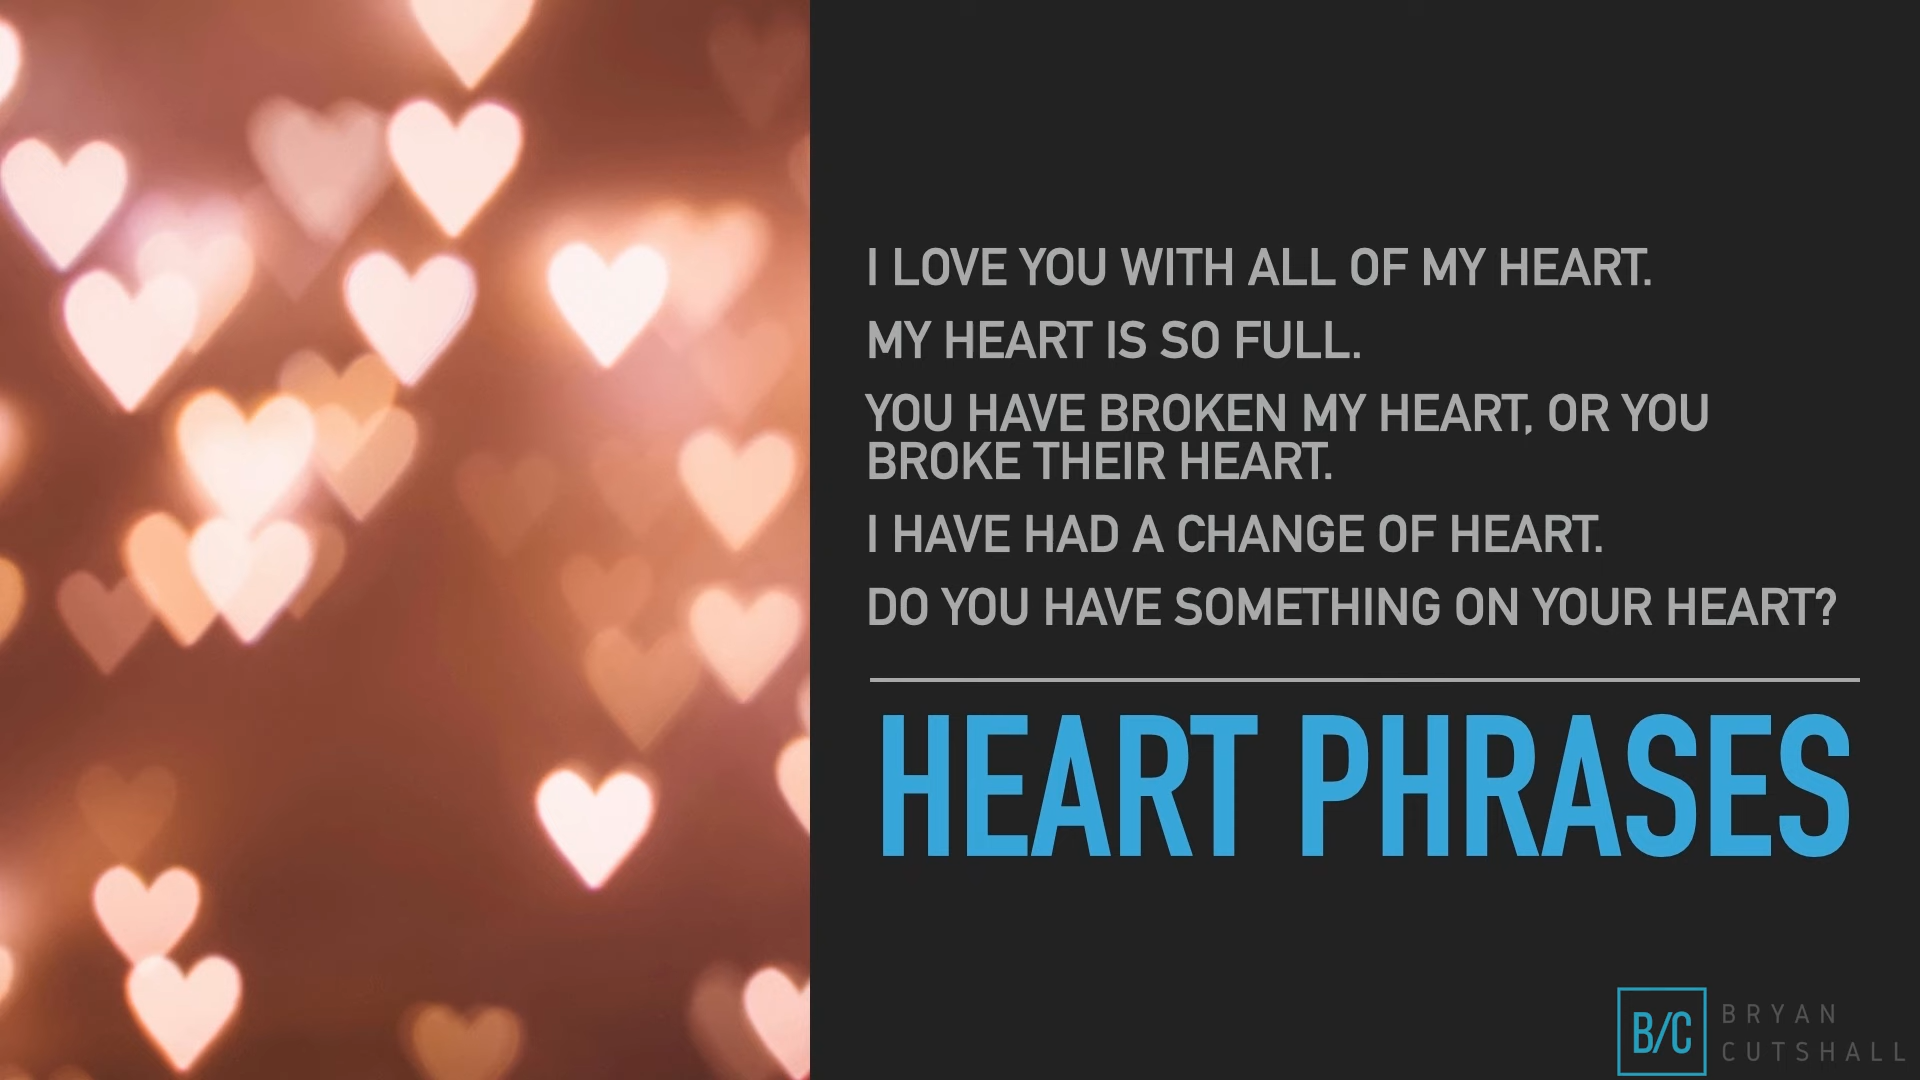 I LOVE YOU WITH ALL OF MY HEART.
MY HEART IS SO FULL.
YOU HAVE BROKEN MY HEART, OR YOU
BROKE THEIR HEART.
I HAVE HAD A CHANGE OF HEART.
DO YOU HAVE SOMETHING ON YOUR HEART?
HEART PHRASES
B/C
BRYAN
CUTSHALL